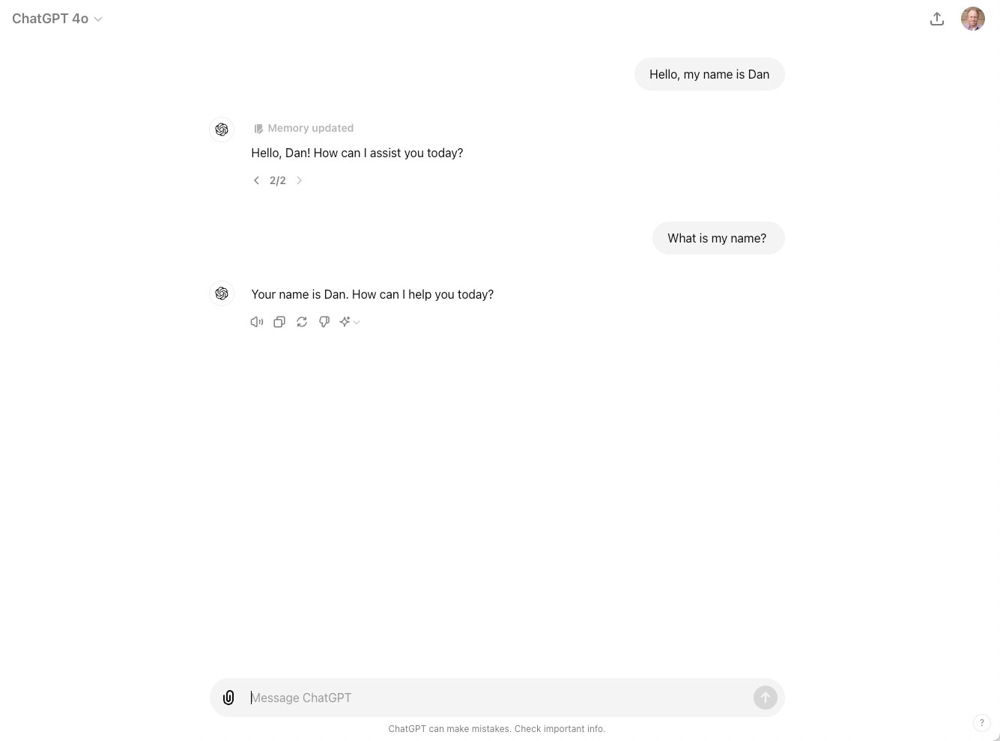 ChatGPT 4o
Hello, my name is Dan
Memory updated
Hello, Dan! How can I assist you today?
2/2
What is my name?
Your name is Dan. How can I help you today?
Message ChatGPT
ChatGPT can make mistakes. Check important info.
?